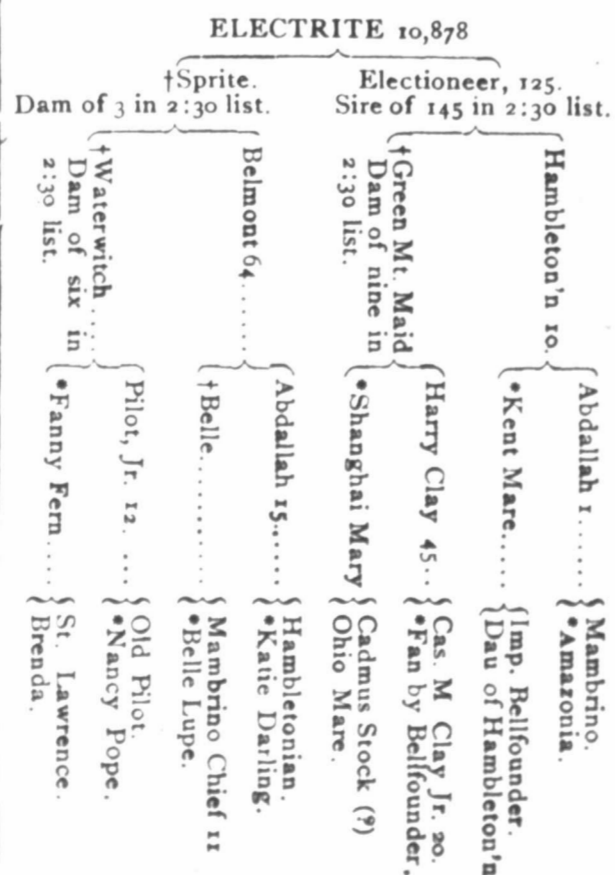 ELECTRITE 10,878
†Sprite.
Dam of 3 in 2:30 list.
Electioneer, 125.
Sire of 145 in 2:30 list.
Hambleton'n 10.
†Green Mt. Maid
Dam of nine in
2:30 list.
Belmont 64......
†Waterwitch ....
Dam of six in
2:30 list.
Abdallah 1.......
*Kent Mare......
Harry Clay 45..
*Shanghai Mary
Abdallah 15......
†Belle..........
Pilot, Jr. 12. ...
*Fanny Fern.....
Mambrino.
*Amazonia.
Imp. Bellfounder.
Dau of Hambleton'n
Cas. M Clay, Jr. 20.
*Fan by Bellfounder,
Cadmus Stock (?)
Ohio Mare.
Hambletonian.
*Katie Darling.
Mambrino Chief 11
*Belle Lupe.
Old Pilot.
*Nancy Pope.
St. Lawrence.
Brenda.